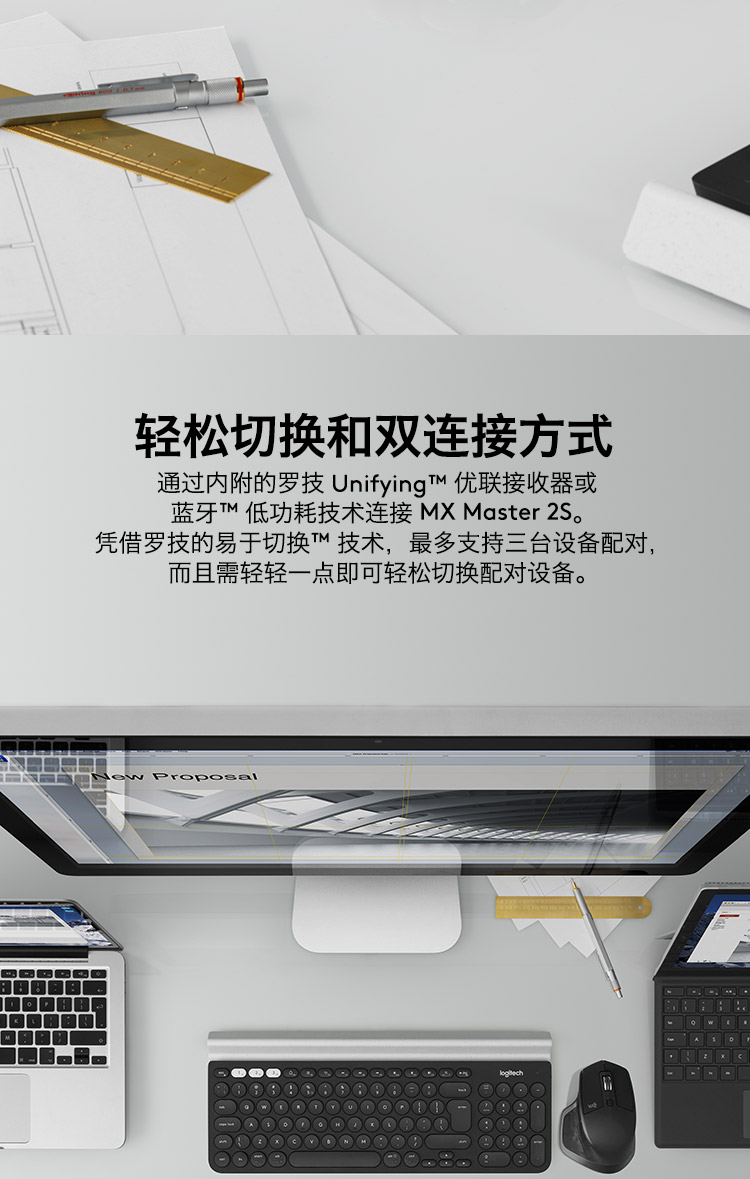 轻松切换和双连接方式
通过内附的罗技 Unifying™ 优联接收器或
蓝牙™ 低功耗技术连接 MX Master 2S。
凭借罗技的易于切换™ 技术，最多支持三台设备配对，
而且需轻轻一点即可轻松切换配对设备。
New Proposal
logitech